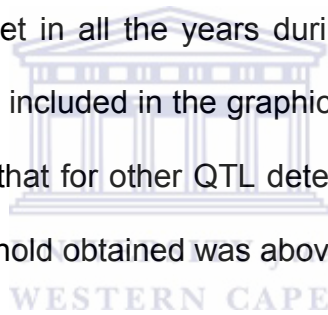 et in all the years duri
included in the graphic
that for other QTL dete
hold obtained was abov
WESTERN CAPE